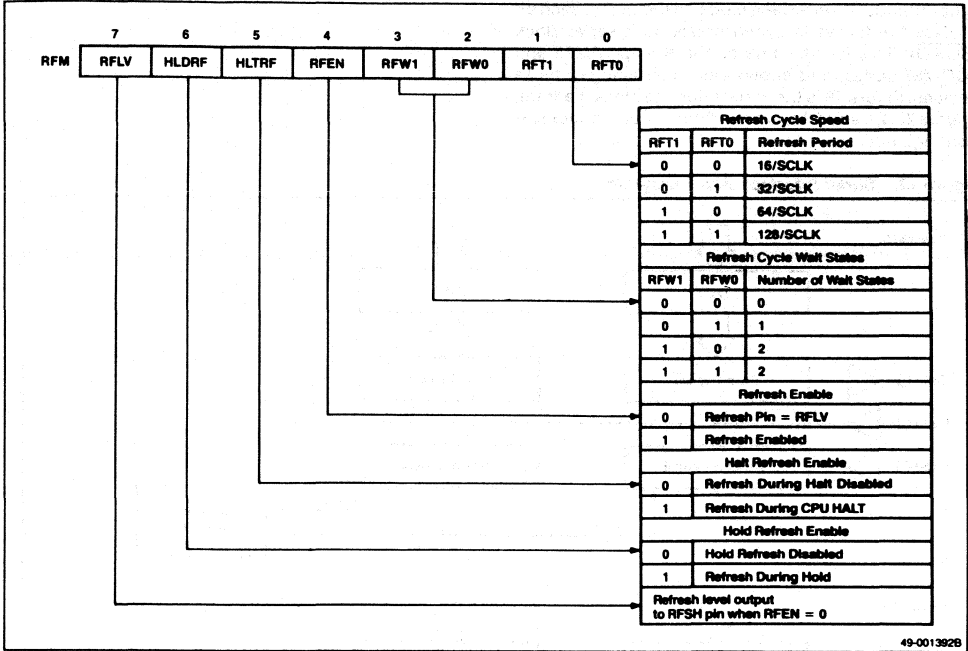 7 6 5 4 3 2 1 0
RFM RFLV HLDRF HLTRF RFEN RFW1 RFW0 RFT1 RFT0
Refresh Cycle Speed
RFT1 RFT0 Refresh Period
0 0 16/SCLK
0 1 32/SCLK
1 0 64/SCLK
1 1 128/SCLK
Refresh Cycle Wait States
RFW1 RFW0 Number of Wait States
0 0 0
0 1 1
1 0 2
1 1 2
Refresh Enable
0 Refresh Pin = RFLV
1 Refresh Enabled
Halt Refresh Enable
0 Refresh During Halt Disabled
1 Refresh During CPU HALT
Hold Refresh Enable
0 Hold Refresh Disabled
1 Refresh During Hold
Refresh level output
to RFSH pin when RFEN = 0
49-001392B